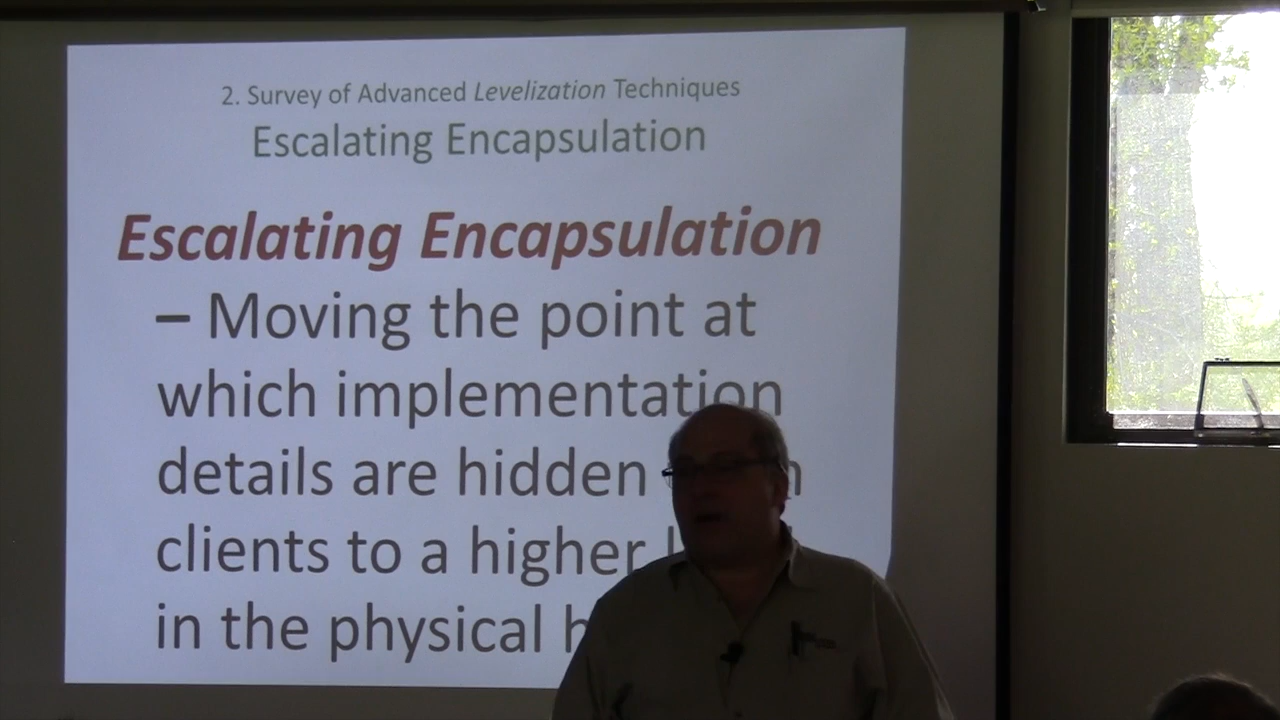 2. Survey of Advanced Levelization Techniques
Escalating Encapsulation
Escalating Encapsulation
– Moving the point at
which implementation
details are hidden
clients to a higher
in the physical